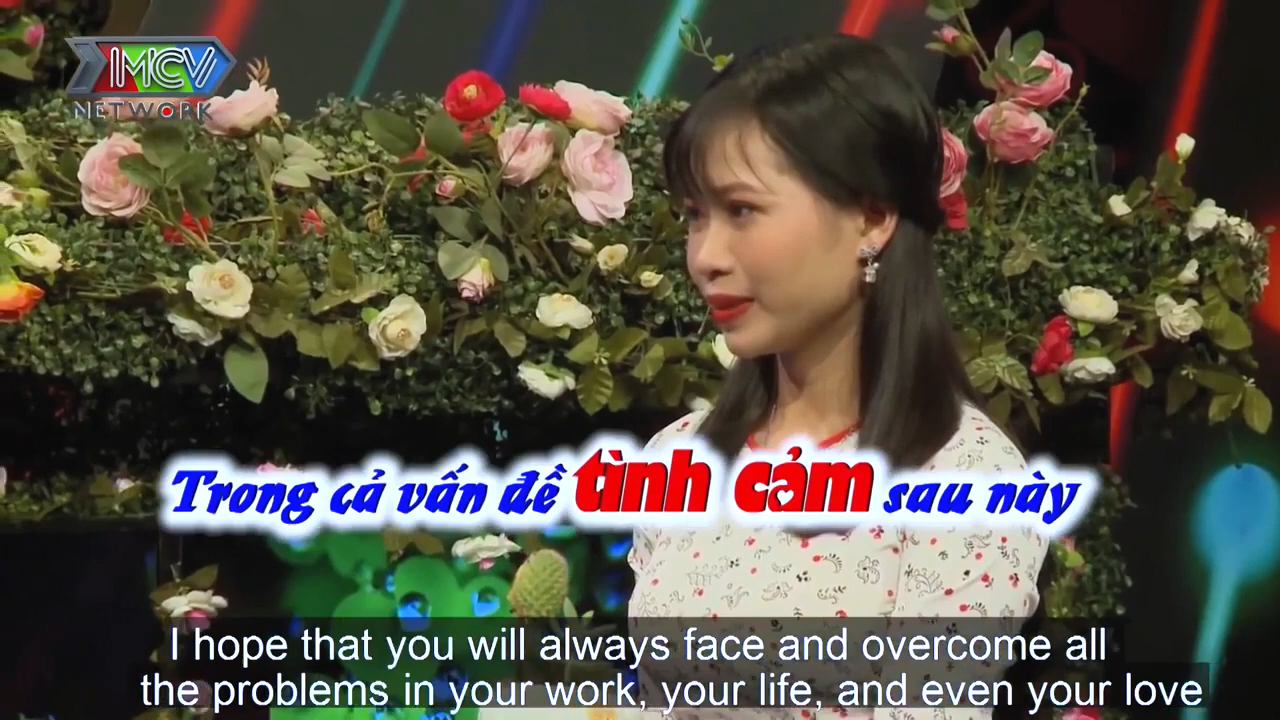 MCV
NETWORK
Trong cả vấn đề tình cảm sau này
I hope that you will always face and overcome all
the problems in your work, your life, and even your love